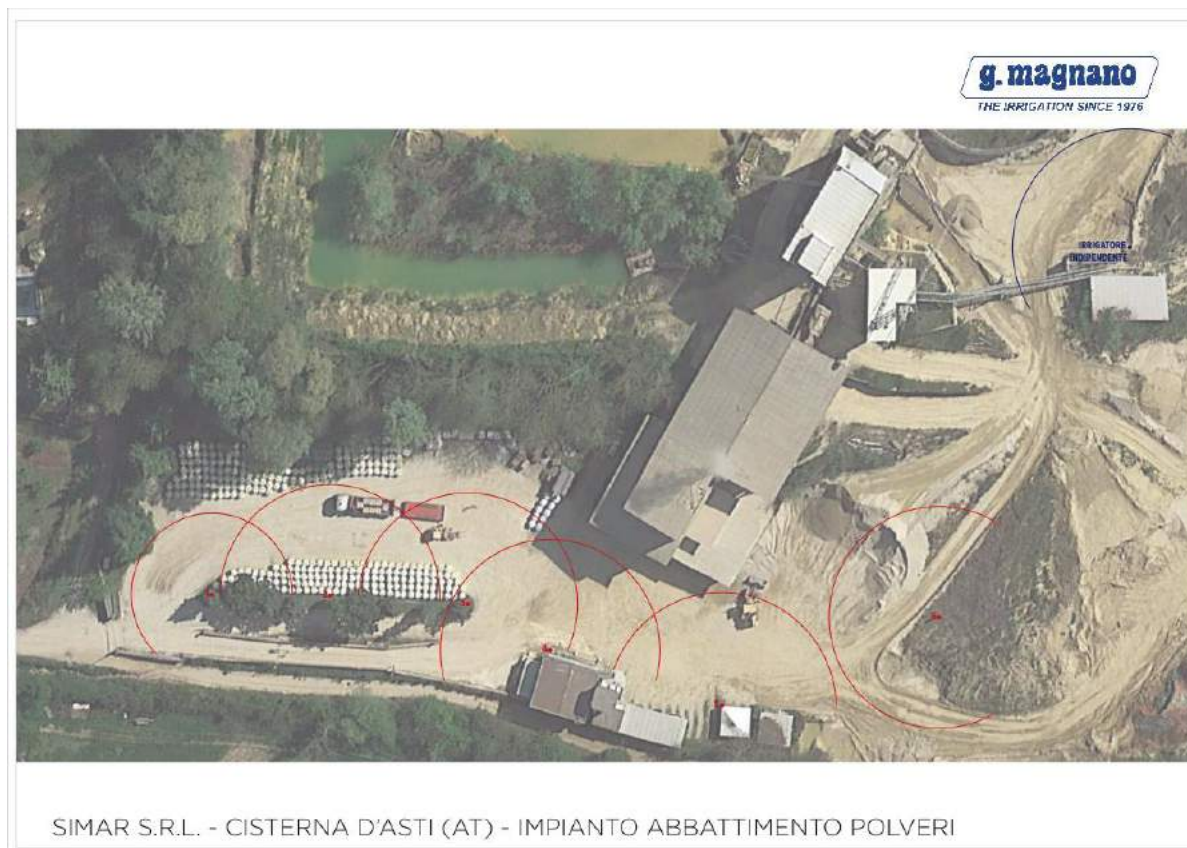 g. magnano
THE IRRIGATION SINCE 1976
IRRIGATORE
INDIPENDENTE
SIMAR S.R.L. - CISTERNA D'ASTI (AT) - IMPIANTO ABBATTIMENTO POLVERI